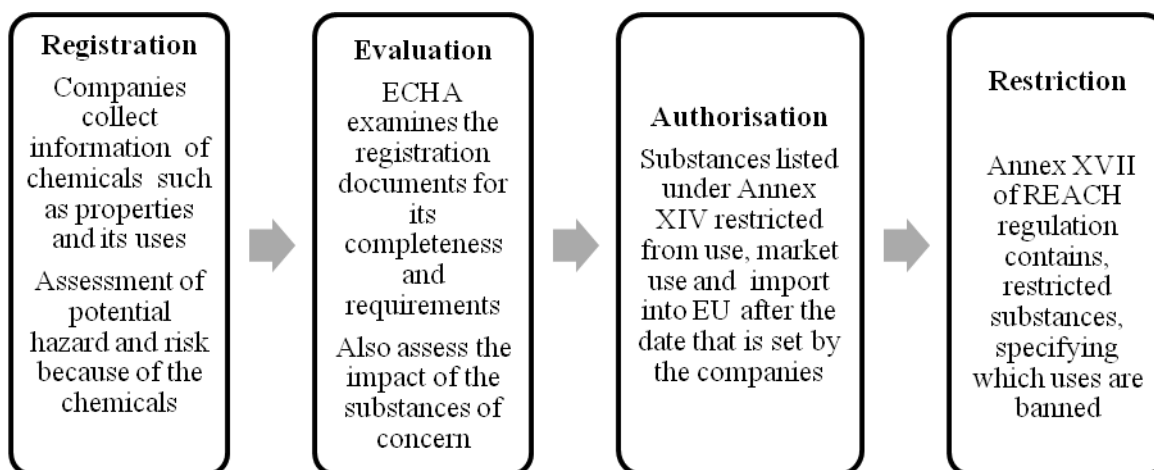 Registration
Companies
collect
information of
chemicals such
as properties
and its uses
Assessment of
potential
hazard and risk
because of the
chemicals
Evaluation
ECHA
examines the
registration
documents for
its
completeness
and
requirements
Also assess the
impact of the
substances of
concern
Authorisation
Substances listed
under Annex
XIV restricted
from use, market
use and import
into EU after the
date that is set by
the companies
Restriction
Annex XVII
of REACH
regulation
contains,
restricted
substances,
specifying
which uses are
banned